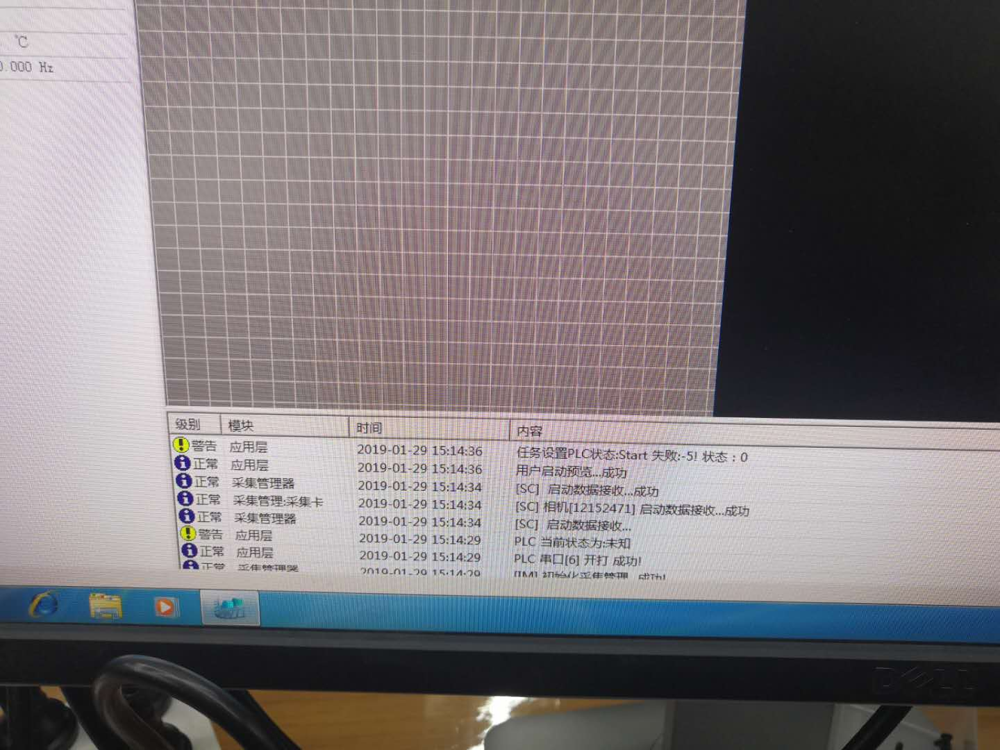 ℃
0.000 Hz
级别 模块 时间 内容
警告 应用层 2019-01-29 15:14:36 任务设置PLC状态:Start 失败:-5! 状态：0
正常 应用层 2019-01-29 15:14:36 用户启动预览...成功
正常 采集管理器 2019-01-29 15:14:34 [SC] 启动数据接收...成功
正常 采集管理:采集卡 2019-01-29 15:14:34 [SC] 相机[12152471] 启动数据接收...成功
正常 采集管理器 2019-01-29 15:14:34 [SC] 启动数据接收...
警告 应用层 2019-01-29 15:14:29 PLC 当前状态为:未知
正常 应用层 2019-01-29 15:14:29 PLC 串口[6] 开打 成功!
正常 采集管理器 2019-01-29 15:14:29 [IM] 初始化采集管理...成功!
DELL